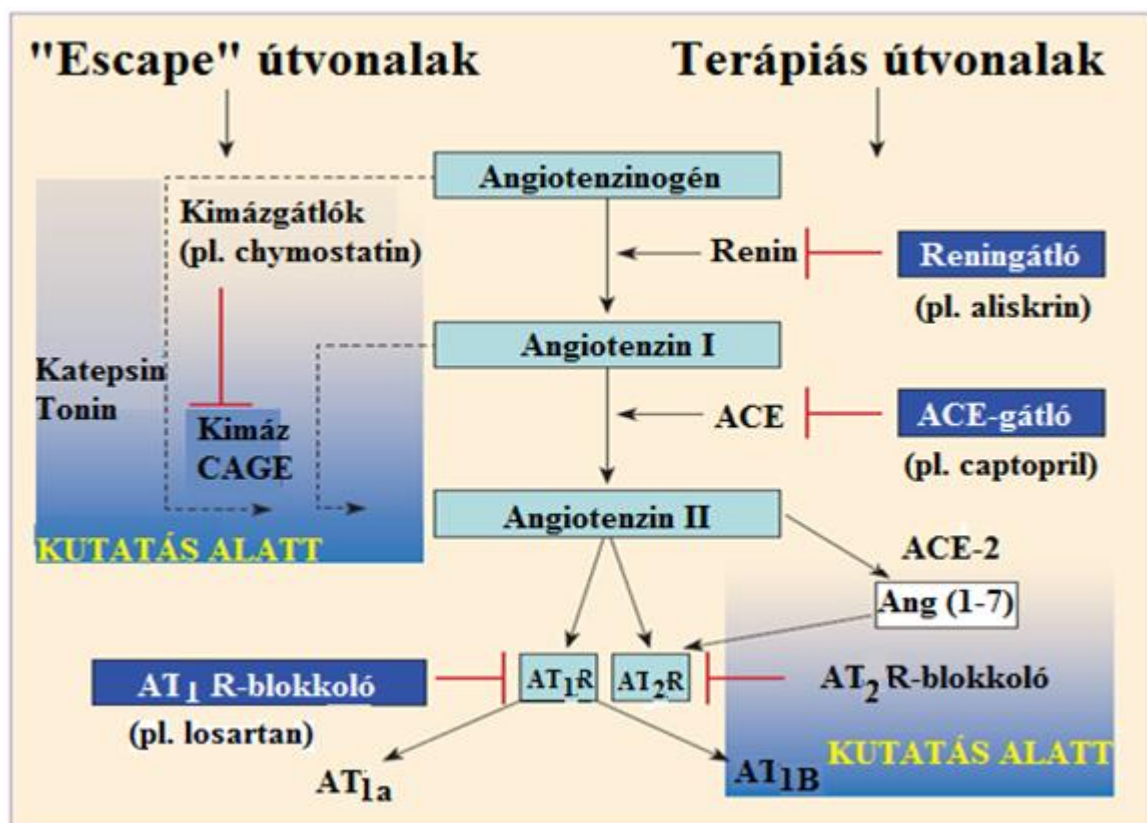 "Escape" útvonalak
Terápiás útvonalak
Angiotenzinogén
Kimázgátlók
(pl. chymostatin)
Renin
Reningátló
(pl. aliskrin)
Angiotenzin I
Katepsin
Tonin
Kimáz
CAGE
ACE
ACE-gátló
(pl. captopril)
Angiotenzin II
KUTATÁS ALATT
ACE-2
Ang (1-7)
AT1 R-blokkoló
(pl. losartan)
AT1R
AT2R
AT2 R-blokkoló
KUTATÁS ALATT
AT1a
AT1B